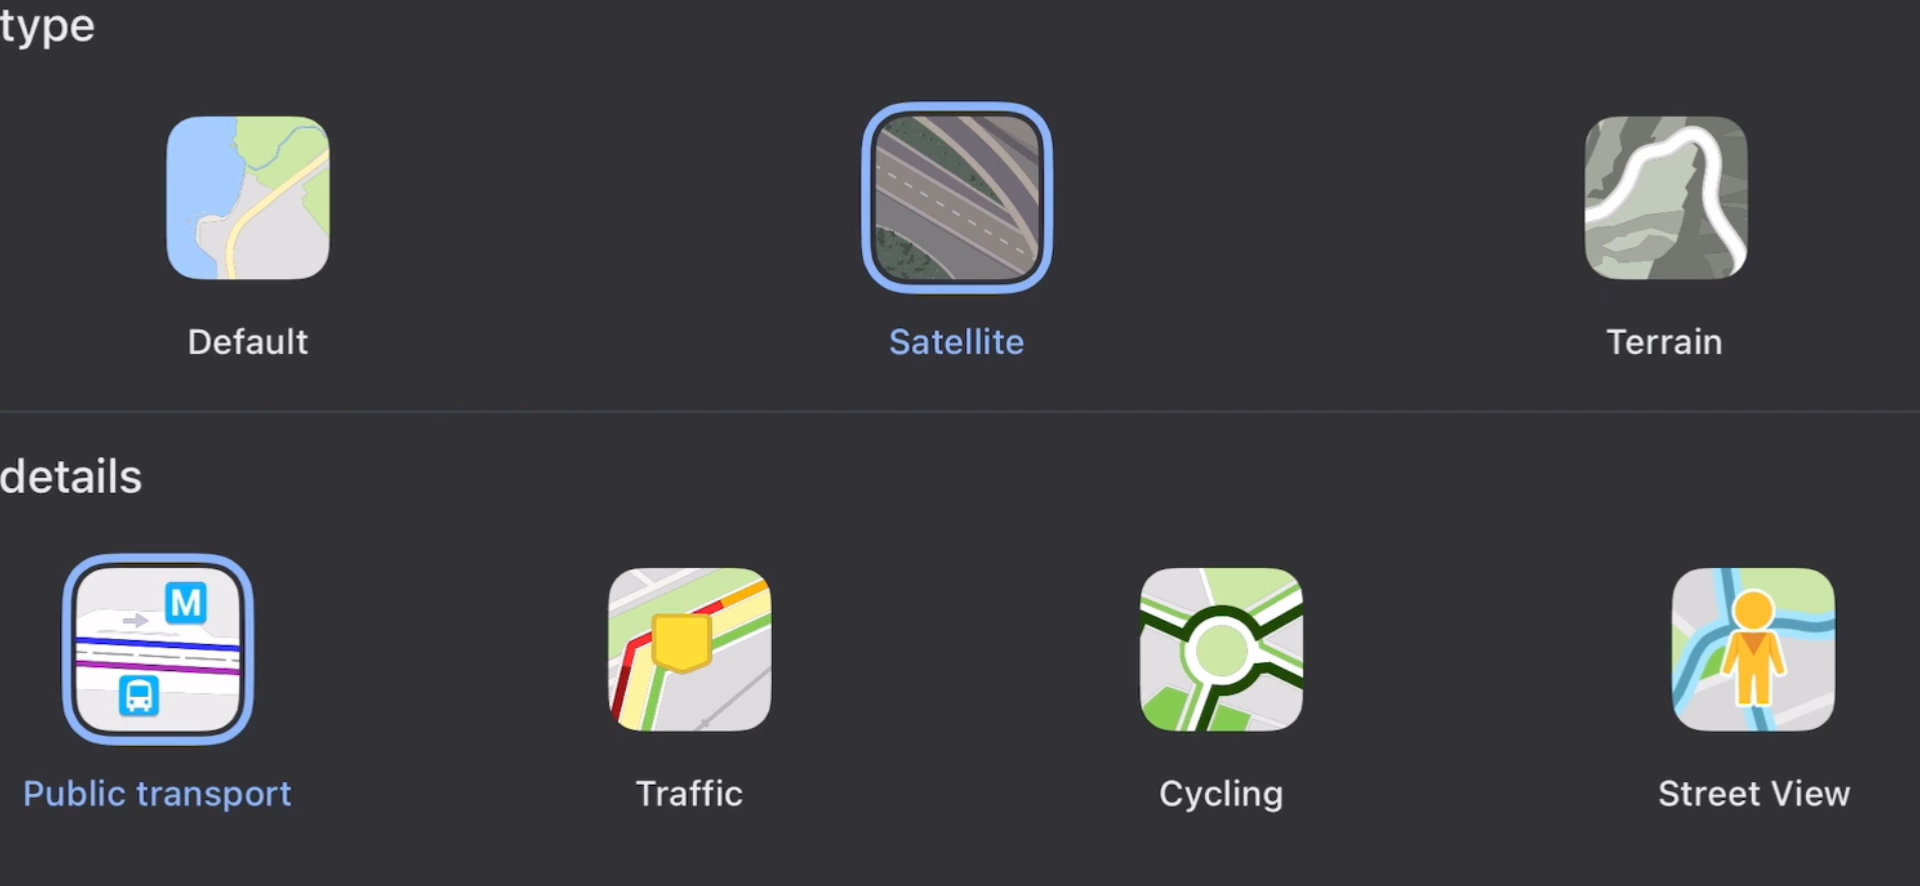 type
Default
Satellite
Terrain
details
M
Public transport
Traffic
Cycling
Street View